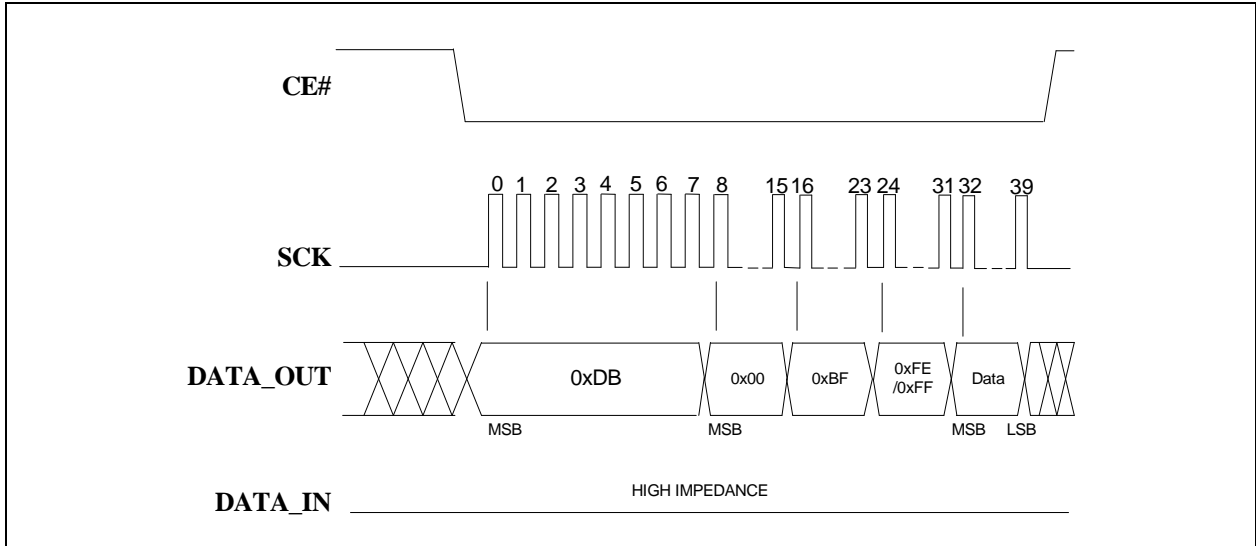 CE#
0 1 2 3 4 5 6 7 8 15 16 23 24 31 32 39
SCK
DATA_OUT
0xDB
0x00
0xBF
0xFE
/0xFF
Data
MSB MSB MSB LSB
HIGH IMPEDANCE
DATA_IN